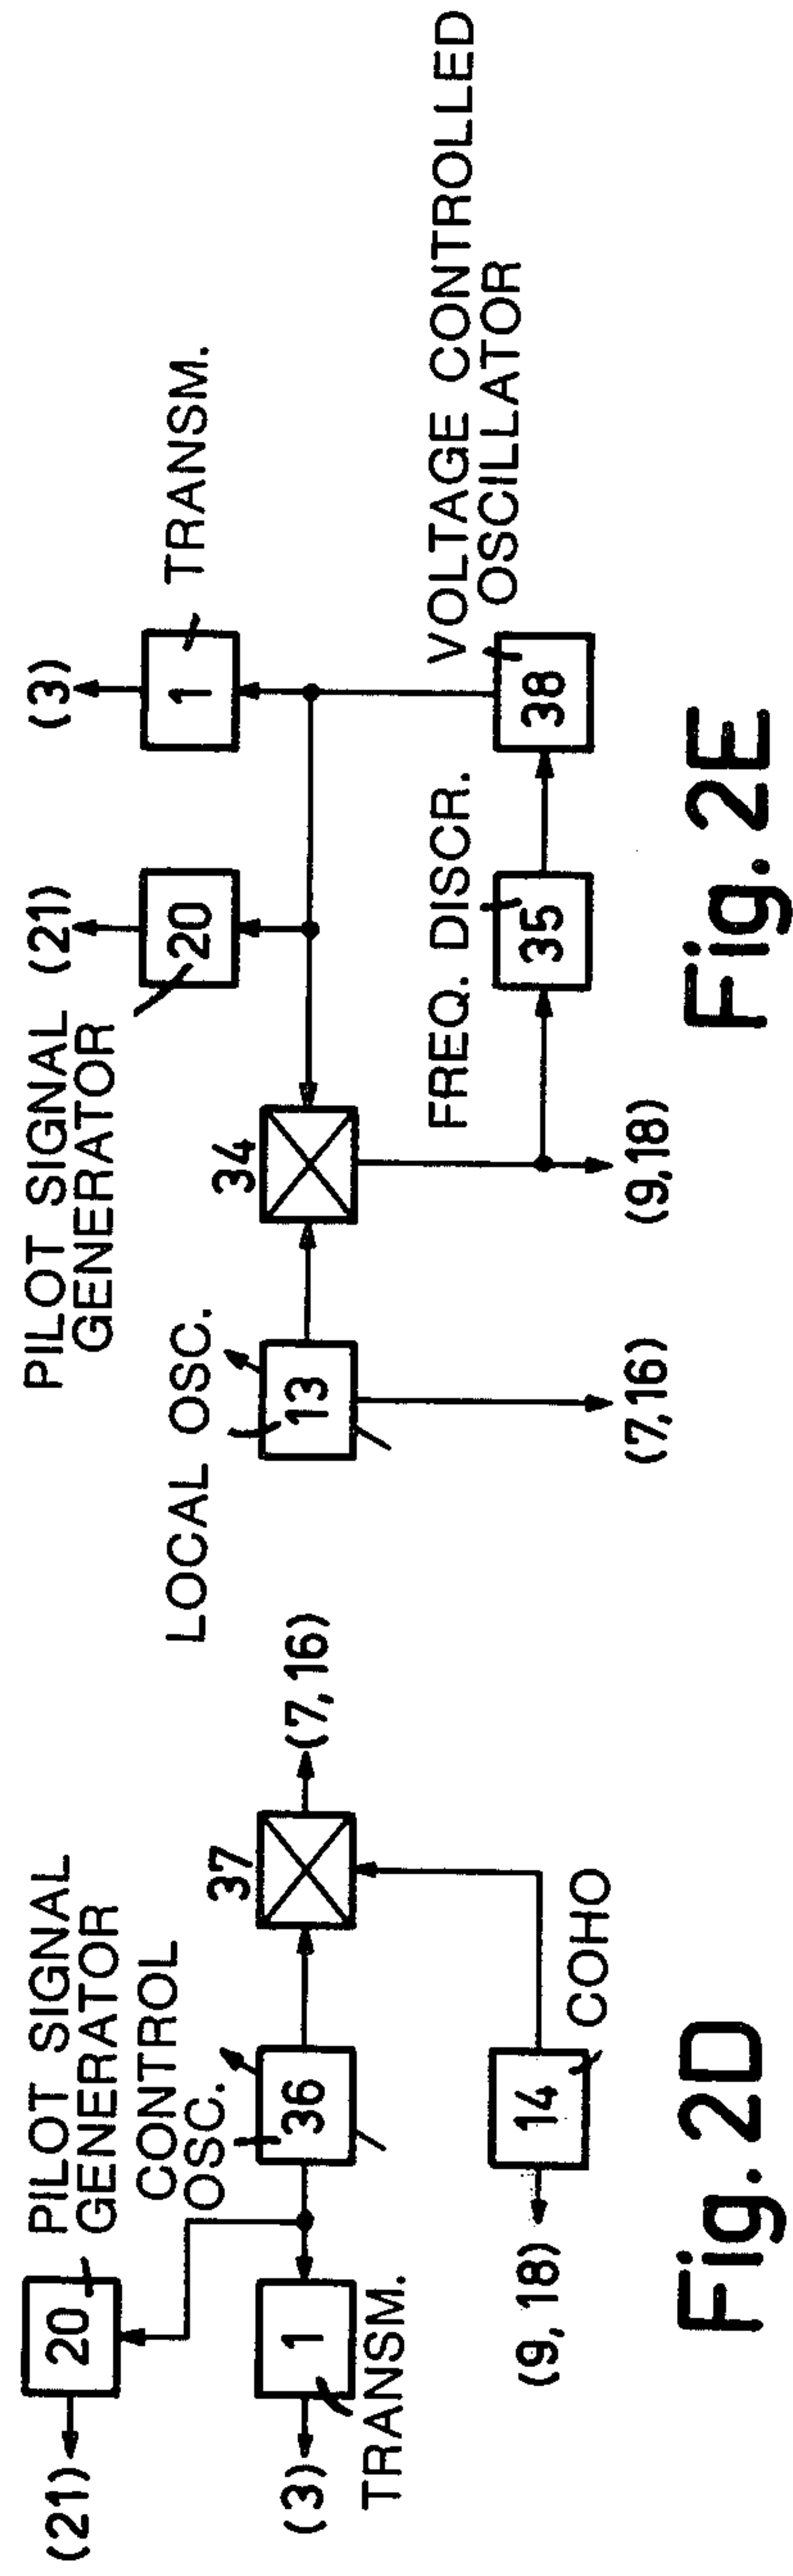 (21)
20
PILOT SIGNAL
GENERATOR
CONTROL
OSC.
(3)
1
TRANSM.
36
37
(7,16)
(9,18)
14
COHO
Fig. 2D
PILOT SIGNAL
GENERATOR
(21)
(3)
20
1
TRANSM.
LOCAL OSC.
13
34
FREQ. DISCR.
35
VOLTAGE CONTROLLED
OSCILLATOR
38
(7,16)
(9,18)
Fig. 2E